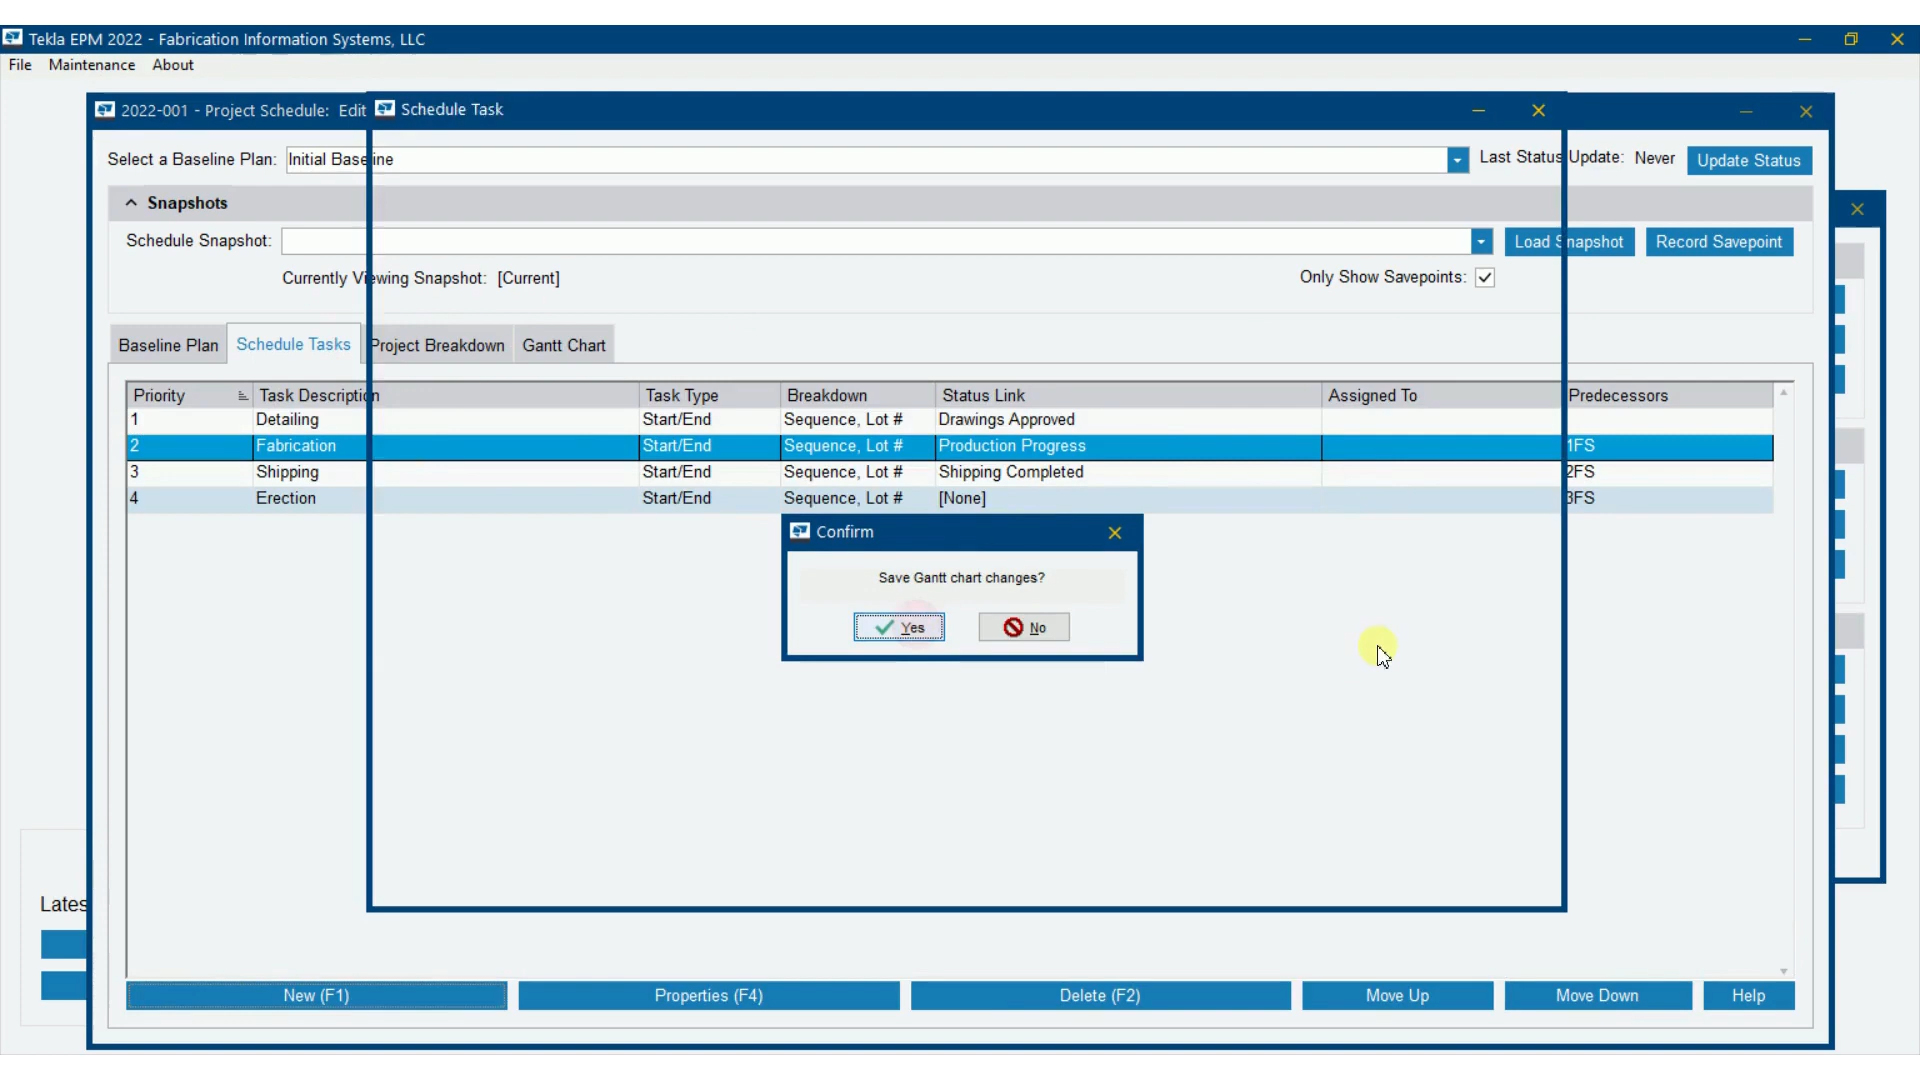 Tekla EPM 2022 - Fabrication Information Systems, LLC
File Maintenance About
2022-001 - Project Schedule: Edit
Schedule Task
Select a Baseline Plan: Initial Baseline
Last Status Update: Never
Update Status
Snapshots
Schedule Snapshot:
Load Snapshot
Record Savepoint
Currently Viewing Snapshot: [Current]
Only Show Savepoints:
Baseline Plan Schedule Tasks Project Breakdown Gantt Chart
Priority Task Description Task Type Breakdown Status Link Assigned To Predecessors
1 Detailing Start/End Sequence, Lot # Drawings Approved
2 Fabrication Start/End Sequence, Lot # Production Progress 1FS
3 Shipping Start/End Sequence, Lot # Shipping Completed 2FS
4 Erection Start/End Sequence, Lot # [None] 3FS
Confirm
Save Gantt chart changes?
Yes No
Lates
New (F1) Properties (F4) Delete (F2) Move Up Move Down Help